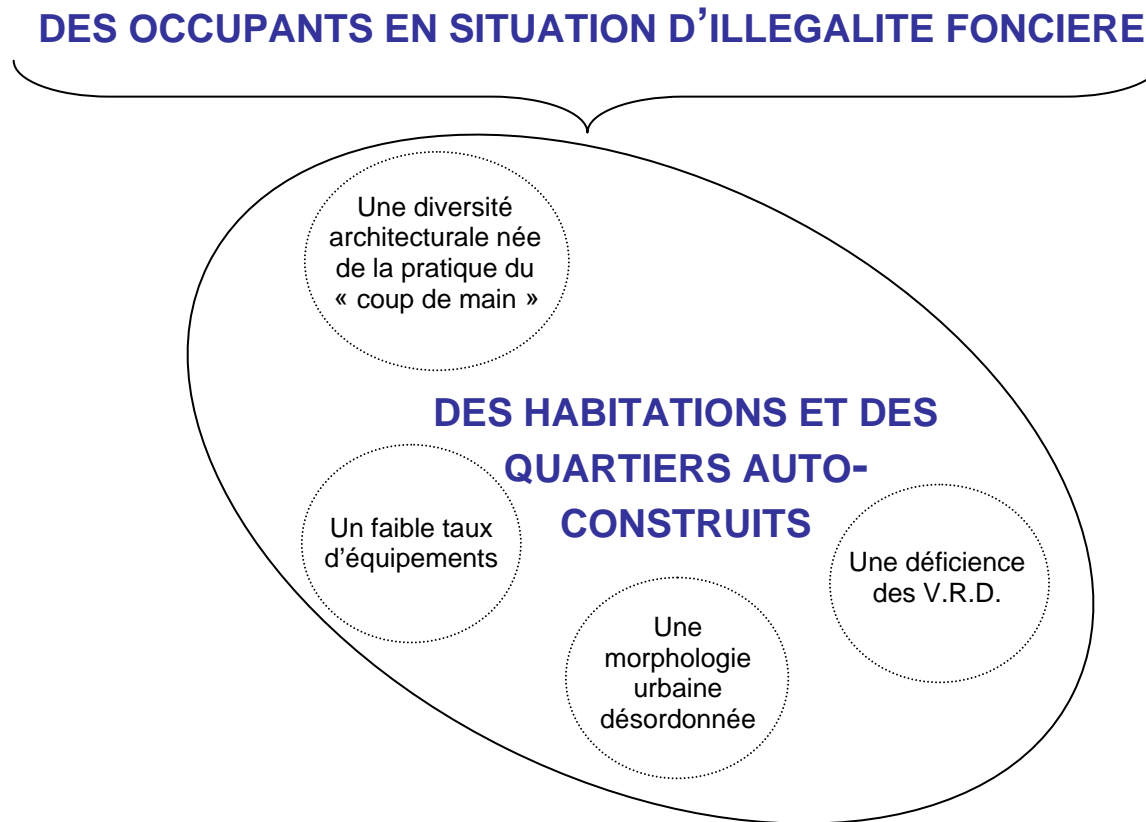 DES OCCUPANTS EN SITUATION D’ILLEGALITE FONCIERE
Une diversité
architecturale née
de la pratique du
« coup de main »
DES HABITATIONS ET DES
QUARTIERS AUTO-
CONSTRUITS
Un faible taux
d’équipements
Une déficience
des V.R.D.
Une
morphologie
urbaine
désordonnée